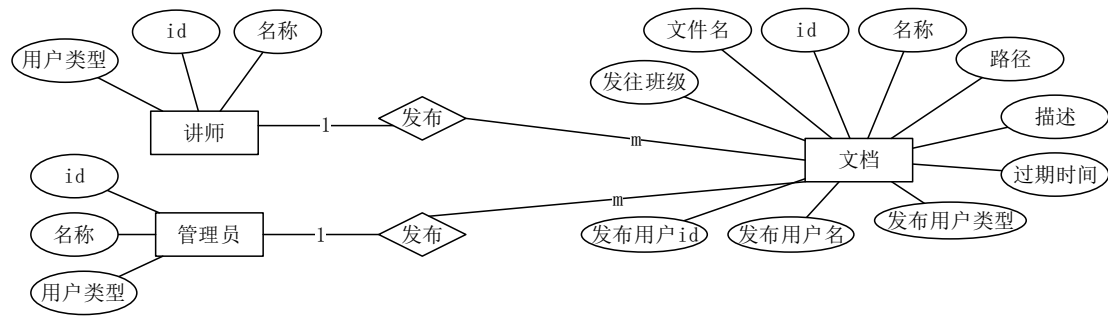 id
名称
用户类型
讲师
1
发布
m
文件名
id
名称
路径
发往班级
描述
文档
过期时间
发布用户类型
发布用户名
发布用户id
id
名称
用户类型
管理员
1
发布
m